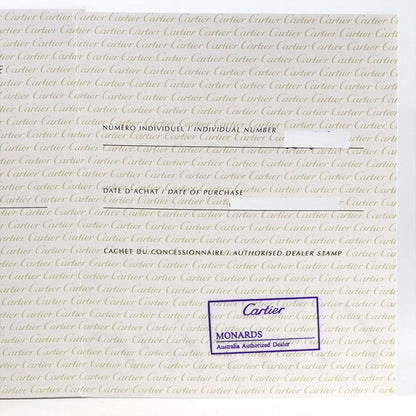 E
NUMÉRO INDIVIDUEL / INDIVIDUAL NUMBER
DATE D'ACHAT / DATE OF PURCHASE
CACHET DU CONCESSIONNAIRE / AUTHORISED DEALER STAMP
Cartier
MONARDS
Australia Authorized Dealer